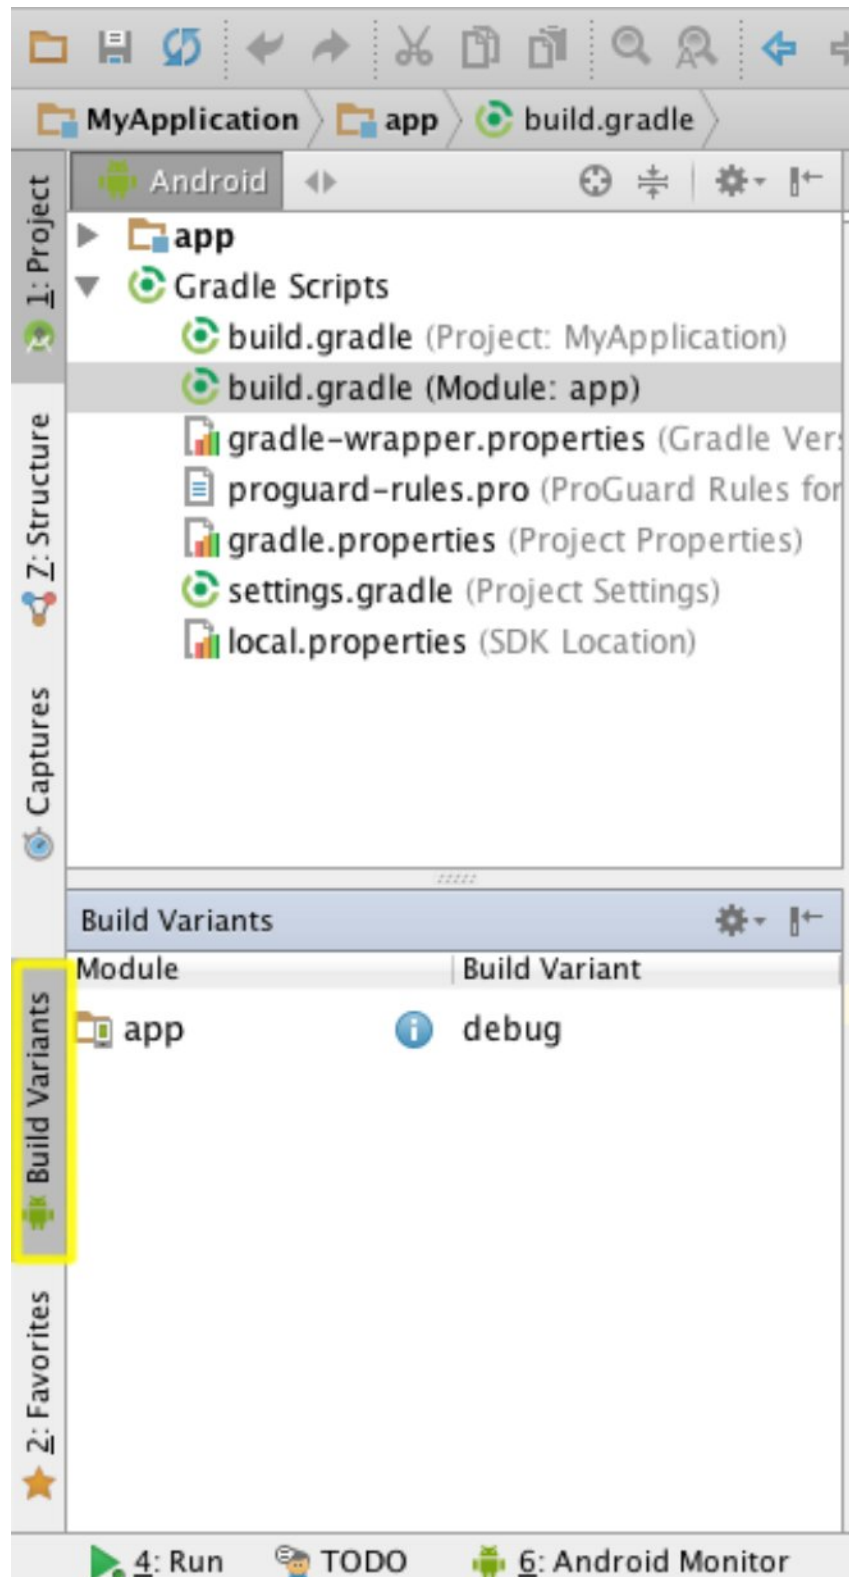 MyApplication app build.gradle
Android
app
Gradle Scripts
build.gradle (Project: MyApplication)
build.gradle (Module: app)
gradle-wrapper.properties (Gradle Ver
proguard-rules.pro (ProGuard Rules for
gradle.properties (Project Properties)
settings.gradle (Project Settings)
local.properties (SDK Location)
1: Project
7: Structure
Captures
Build Variants
2: Favorites
Build Variants
Module Build Variant
app debug
4: Run TODO 6: Android Monitor